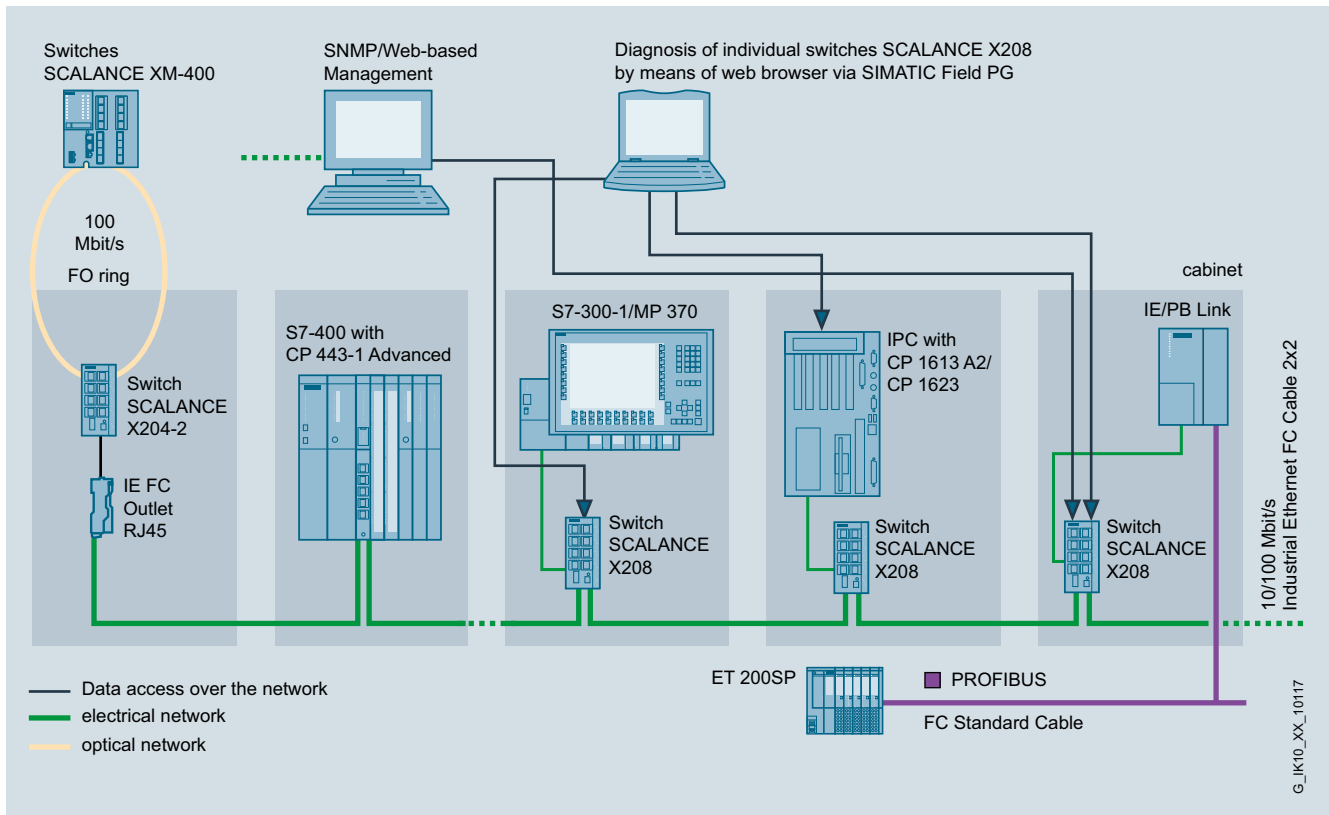 Switches
SCALANCE XM-400
SNMP/Web-based
Management
Diagnosis of individual switches SCALANCE X208
by means of web browser via SIMATIC Field PG
100
Mbit/s
FO ring
cabinet
Switch
SCALANCE
X204-2
IE FC
Outlet
RJ45
S7-400 with
CP 443-1 Advanced
S7-300-1/MP 370
Switch
SCALANCE
X208
IPC with
CP 1613 A2/
CP 1623
Switch
SCALANCE
X208
IE/PB Link
Switch
SCALANCE
X208
10/100 Mbit/s
Industrial Ethernet FC Cable 2x2
ET 200SP
PROFIBUS
FC Standard Cable
Data access over the network
electrical network
optical network
G_IK10_XX_10117